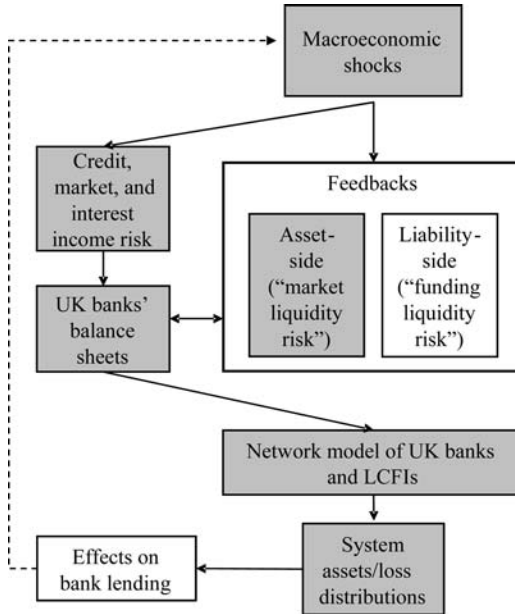 Macroeconomic
shocks
Credit,
market, and
interest
income risk
Feedbacks
Asset-
side
(“market
liquidity
risk”)
Liability-
side
(“funding
liquidity
risk”)
UK banks’
balance
sheets
Network model of UK banks
and LCFIs
System
assets/loss
distributions
Effects on
bank lending